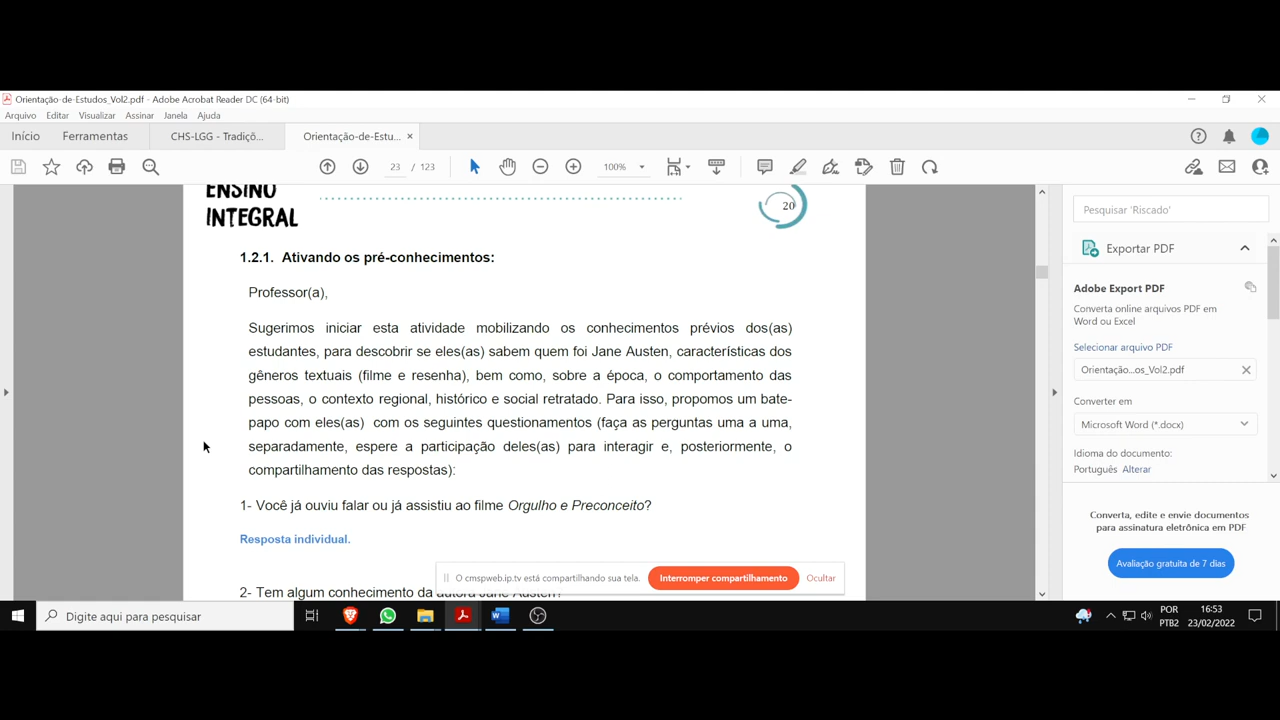 Orientação-de-Estudos_Vol2.pdf - Adobe Acrobat Reader DC (64-bit)
Arquivo Editar Visualizar Assinar Janela Ajuda
Início Ferramentas CHS-LGG - Tradiçõ... Orientação-de-Estu... ×
23 / 123 100%
Pesquisar 'Riscado'
ENSINO
INTEGRAL
20
1.2.1. Ativando os pré-conhecimentos:
Professor(a),
Sugerimos iniciar esta atividade mobilizando os conhecimentos prévios dos(as)
estudantes, para descobrir se eles(as) sabem quem foi Jane Austen, características dos
gêneros textuais (filme e resenha), bem como, sobre a época, o comportamento das
pessoas, o contexto regional, histórico e social retratado. Para isso, propomos um bate-
papo com eles(as) com os seguintes questionamentos (faça as perguntas uma a uma,
separadamente, espere a participação deles(as) para interagir e, posteriormente, o
compartilhamento das respostas):
1- Você já ouviu falar ou já assistiu ao filme Orgulho e Preconceito?
Resposta individual.
2- Tem algum conhecimento da autora Jane Austen?
O cmspweb.ip.tv está compartilhando sua tela. Interromper compartilhamento Ocultar
Exportar PDF
Adobe Export PDF
Converta online arquivos PDF em
Word ou Excel
Selecionar arquivo PDF
Orientação...os_Vol2.pdf
Converter em
Microsoft Word (*.docx)
Idioma do documento:
Português Alterar
Converta, edite e envie documentos
para assinatura eletrônica em PDF
Avaliação gratuita de 7 dias
Digite aqui para pesquisar
POR
PTB2
16:53
23/02/2022